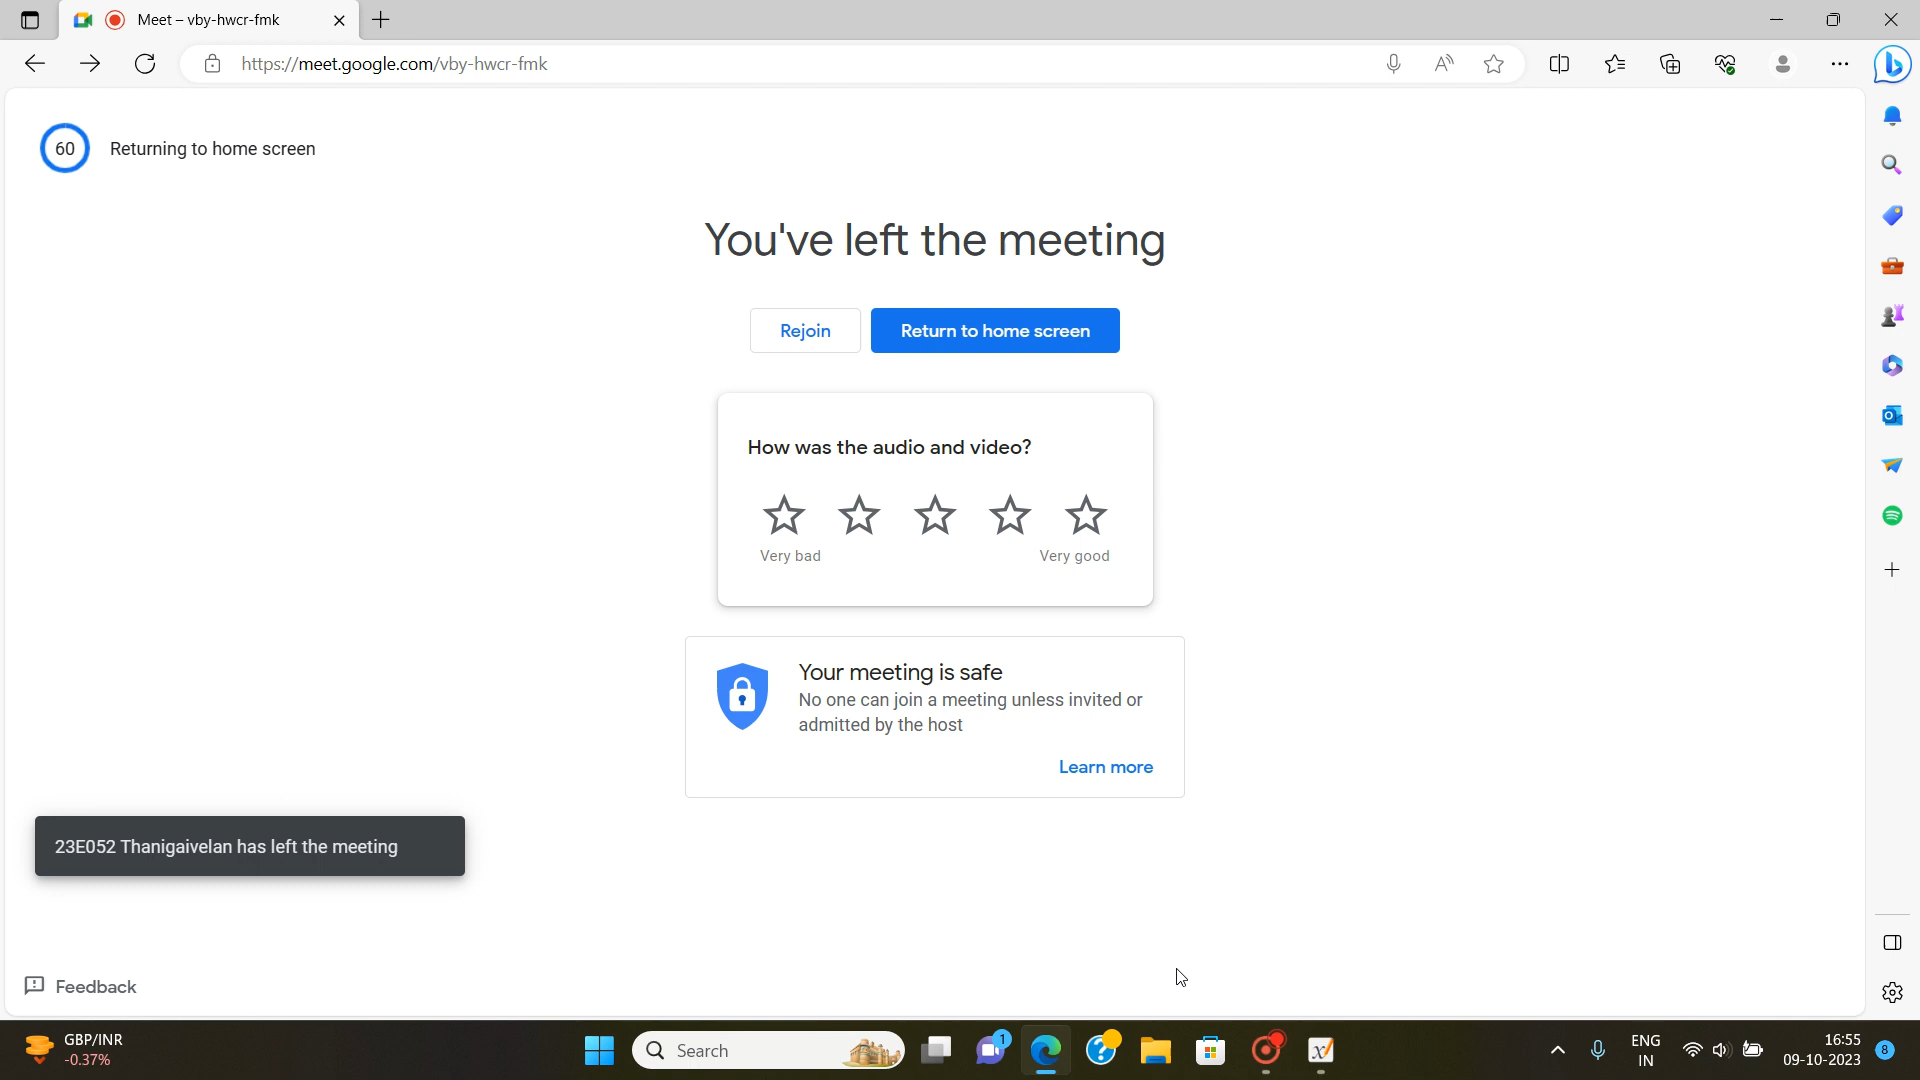 Meet – vby-hwcr-fmk
https://meet.google.com/vby-hwcr-fmk
60 Returning to home screen
You've left the meeting
Rejoin Return to home screen
How was the audio and video?
Very bad Very good
Your meeting is safe
No one can join a meeting unless invited or
admitted by the host
Learn more
23E052 Thanigaivelan has left the meeting
Feedback
GBP/INR
-0.37%
Search
1
ENG
IN
16:55
09-10-2023
8